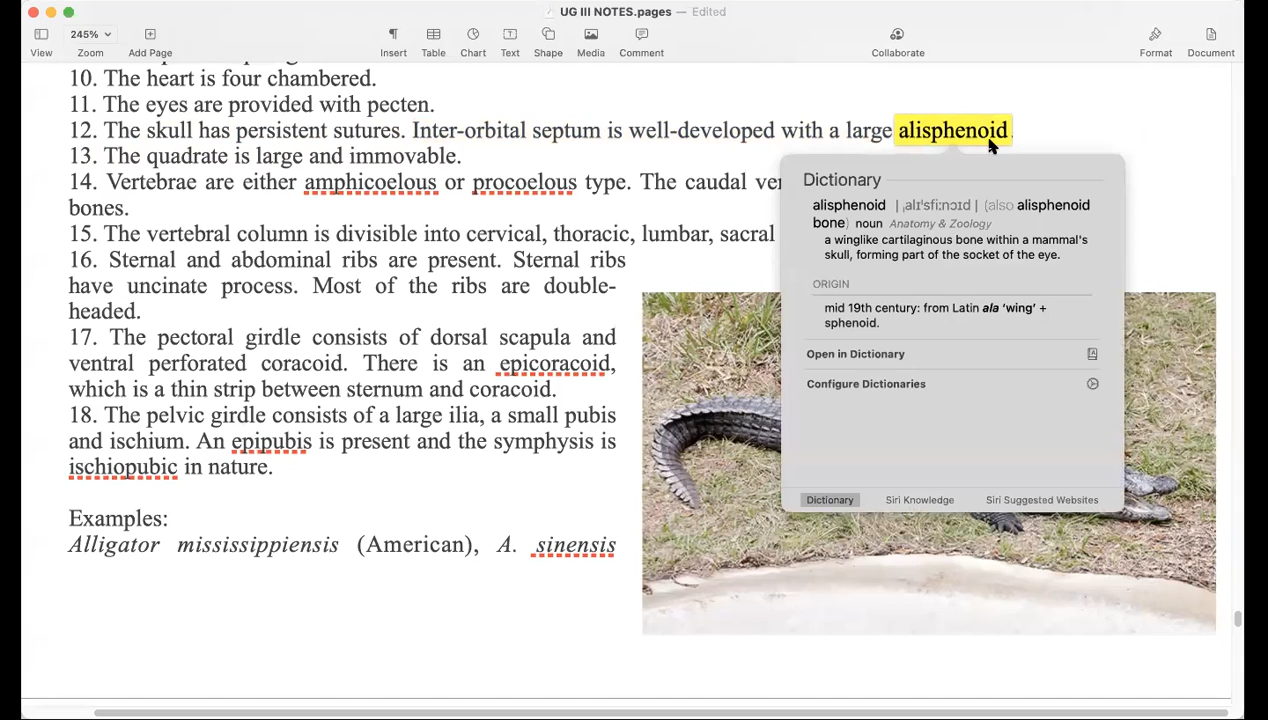 UG III NOTES.pages — Edited
245%
View
Zoom
Add Page
Insert
Table
Chart
Text
Shape
Media
Comment
Collaborate
Format
Document
10. The heart is four chambered.
11. The eyes are provided with pecten.
12. The skull has persistent sutures. Inter-orbital septum is well-developed with a large alisphenoid.
13. The quadrate is large and immovable.
14. Vertebrae are either amphicoelous or procoelous type. The caudal
bones.
15. The vertebral column is divisible into cervical, thoracic, lumbar, sacral
16. Sternal and abdominal ribs are present. Sternal ribs
have uncinate process. Most of the ribs are double-
headed.
17. The pectoral girdle consists of dorsal scapula and
ventral perforated coracoid. There is an epicoracoid,
which is a thin strip between sternum and coracoid.
18. The pelvic girdle consists of a large ilia, a small pubis
and ischium. An epipubis is present and the symphysis is
ischiopubic in nature.
Examples:
Alligator mississippiensis (American), A. sinensis
Dictionary
alisphenoid | ˌalɪˈsfiːnɔɪd | (also alisphenoid
bone) noun Anatomy & Zoology
a winglike cartilaginous bone within a mammal's
skull, forming part of the socket of the eye.
ORIGIN
mid 19th century: from Latin ala ‘wing’ +
sphenoid.
Open in Dictionary
Configure Dictionaries
Dictionary
Siri Knowledge
Siri Suggested Websites